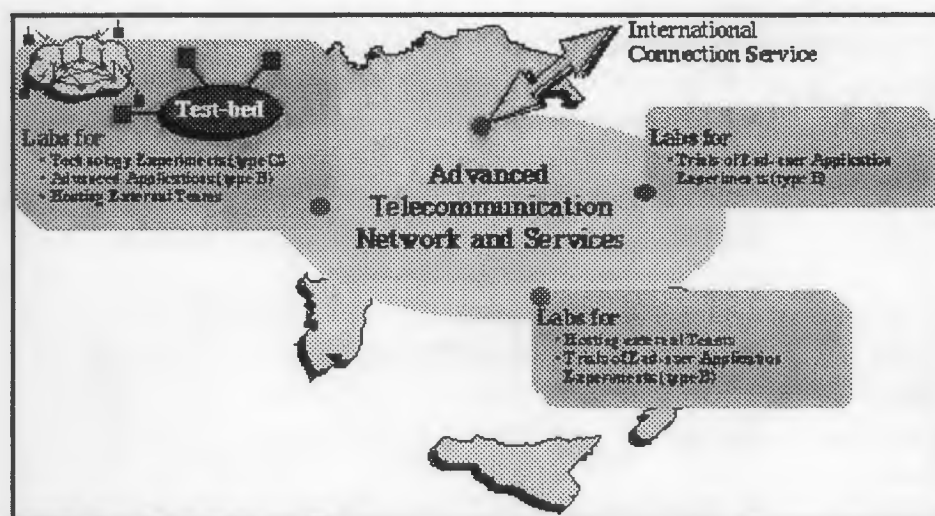 International
Connection Service
Test-bed
Labs for
• Technology Experiments (type C)
• Advanced Applications (type B)
• Hosting External Teams
Advanced
Telecommunication
Network and Services
Labs for
• Trials of End-user Application
Experiments (type B)
Labs for
• Hosting external Teams
• Trials of End-user Application
Experiments (type B)